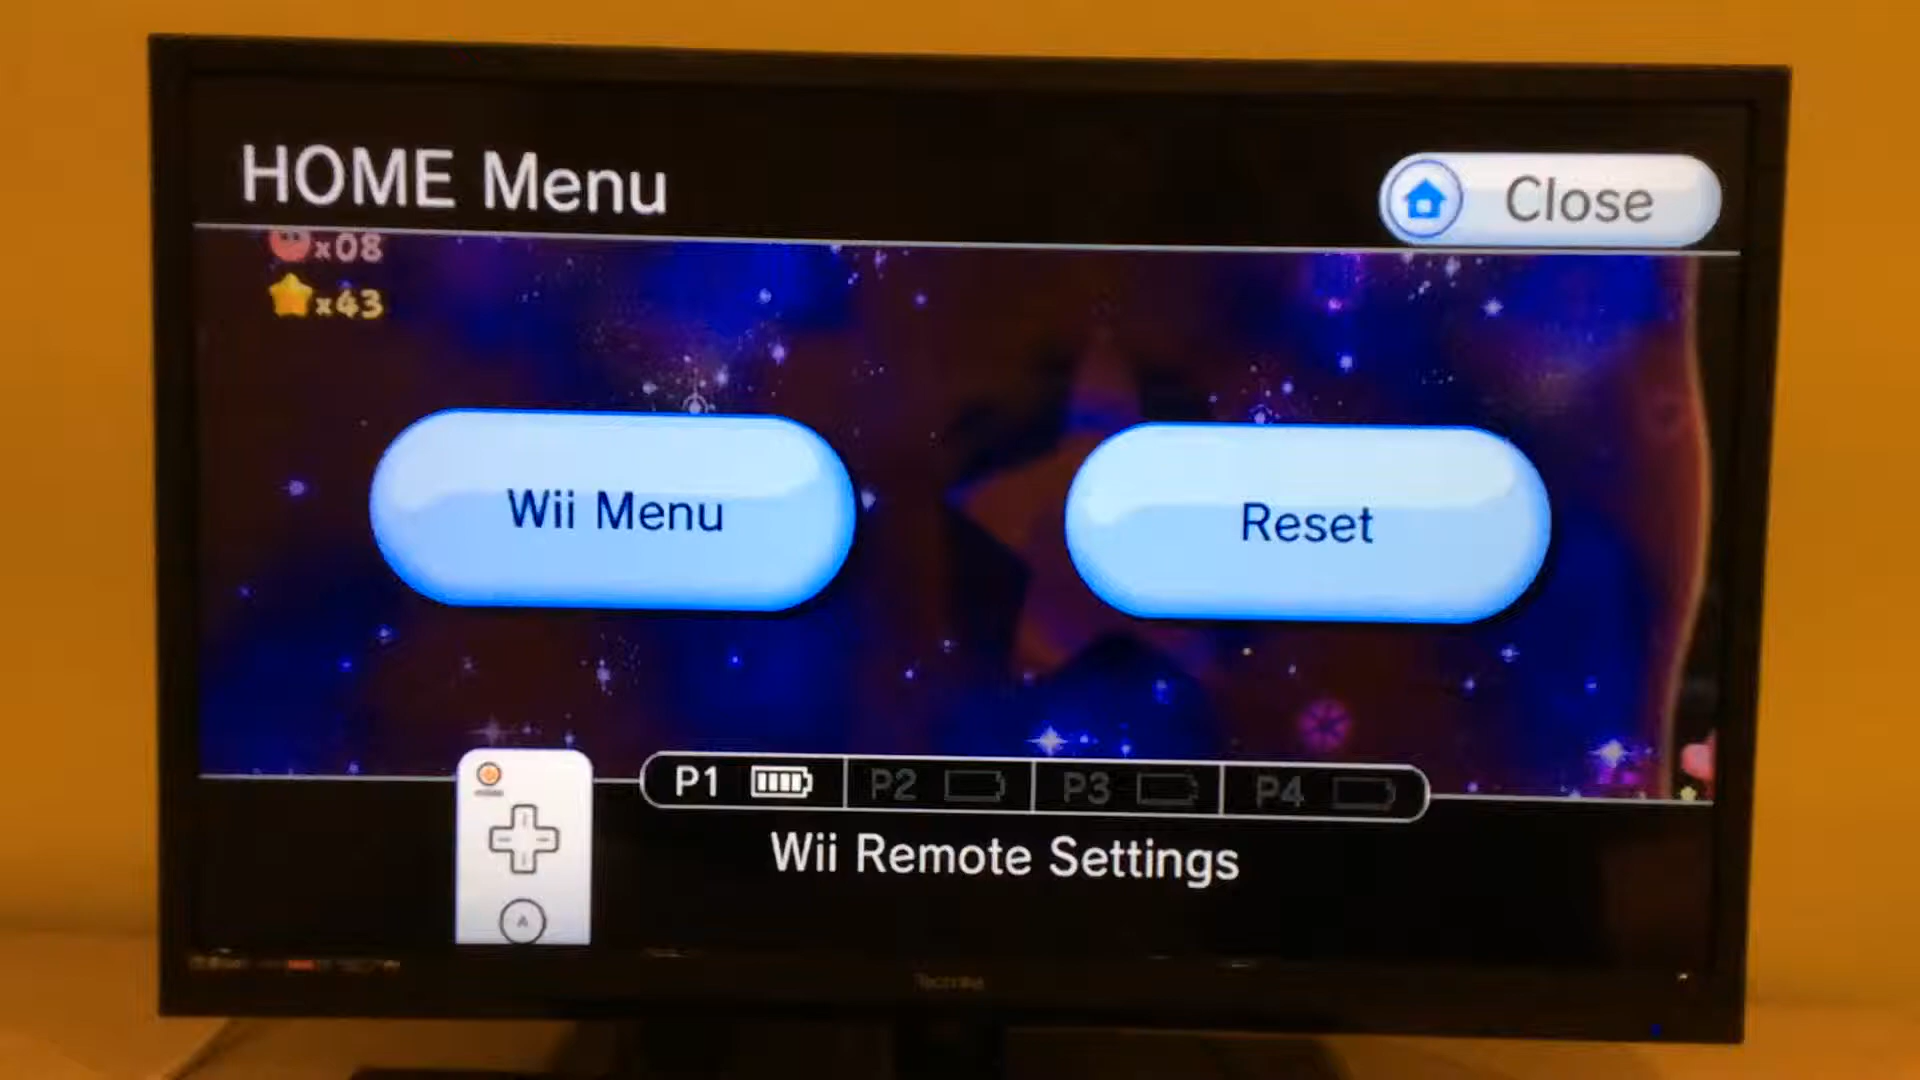 HOME Menu
Close
x08
x43
Wii Menu
Reset
P1 P2 P3 P4
A
Wii Remote Settings